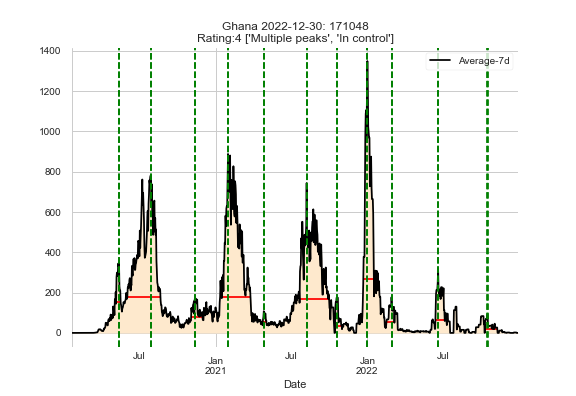 Ghana 2022-12-30: 171048
Rating:4 ['Multiple peaks', 'In control']
1400
1200
1000
800
600
400
200
0
Average-7d
Jul
Jan
2021
Jul
Jan
2022
Jul
Date